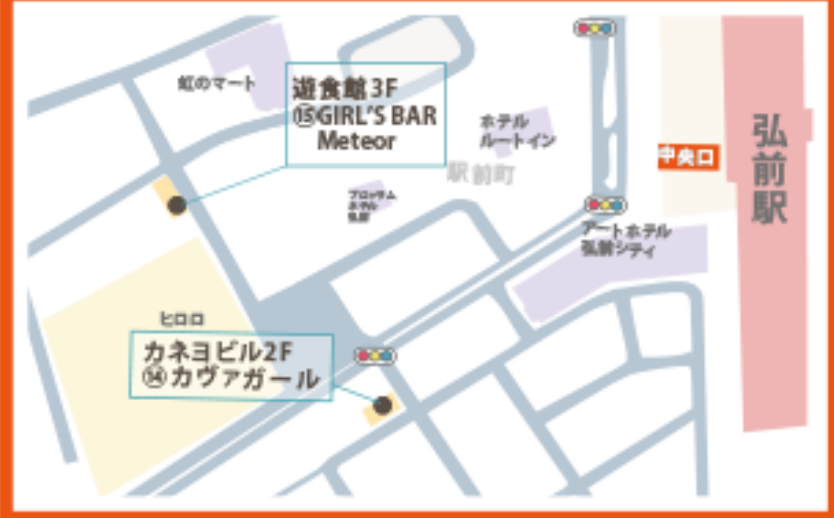 虹のマート
遊食館3F
⑮GIRL'S BAR
Meteor
ホテル
ルートイン
駅前町
中央口
弘前駅
ブロッサム
ホテル
弘前
アートホテル
弘前シティ
ヒロロ
カネヨビル2F
⑭カヴァガール